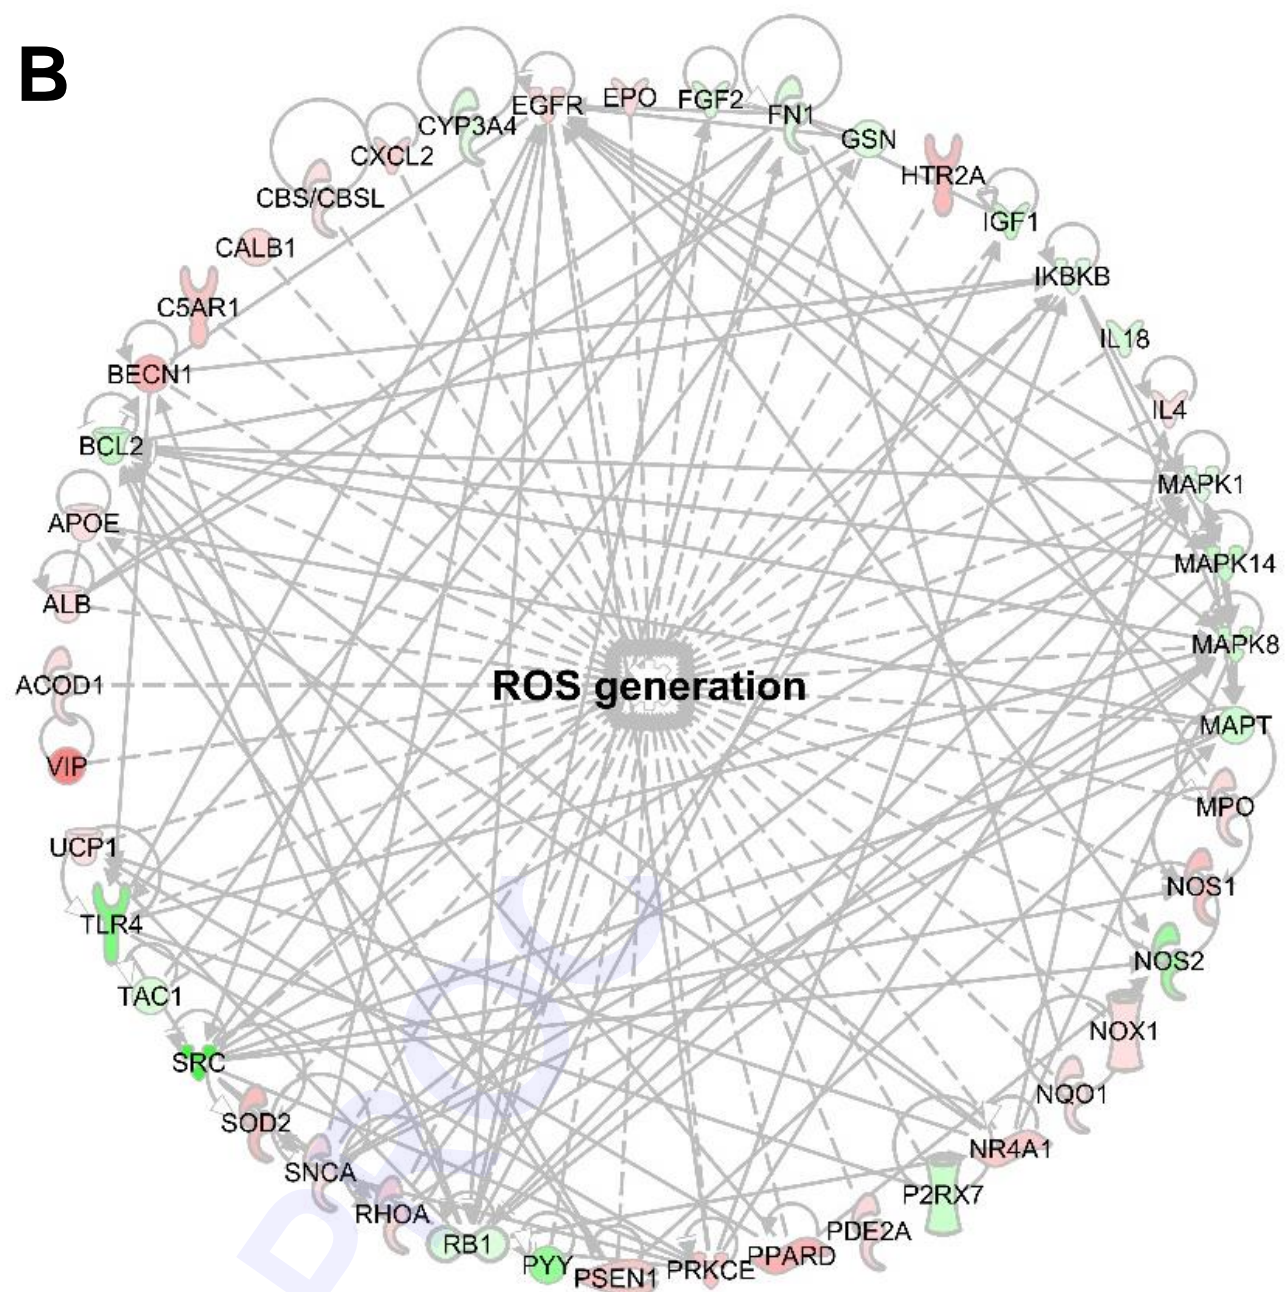 B
EGFR
EPO
FGF2
FN1
GSN
HTR2A
IGF1
IKBKB
IL18
IL4
MAPK1
MAPK14
MAPK8
MAPT
MPO
NOS1
NOS2
NOX1
NQO1
NR4A1
P2RX7
PDE2A
PPARD
PRKCE
PSEN1
PYY
RB1
RHOA
SNCA
SOD2
SRC
TAC1
TLR4
UCP1
VIP
ACOD1
ALB
APOE
BCL2
BECN1
C5AR1
CALB1
CBS/CBSL
CXCL2
CYP3A4
ROS generation